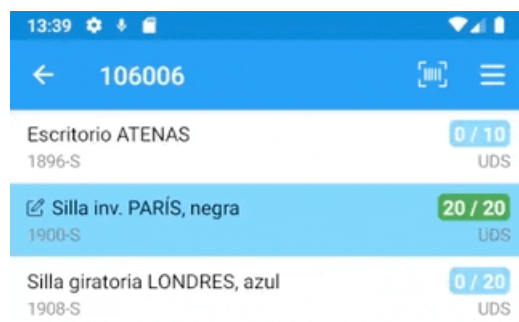 13:39
106006
Escritorio ATENAS
0 / 10
1896-S
UDS
Silla inv. PARÍS, negra
20 / 20
1900-S
UDS
Silla giratoria LONDRES, azul
0 / 20
1908-S
UDS